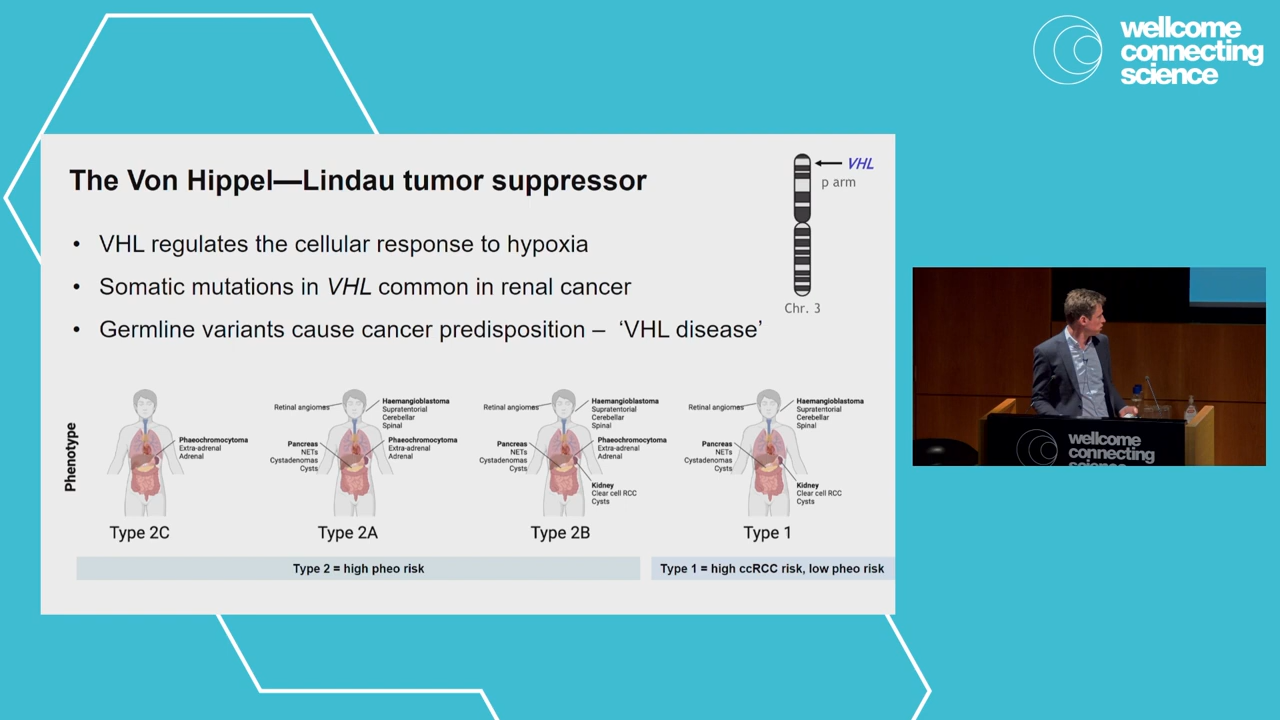 wellcome
connecting
science
The Von Hippel—Lindau tumor suppressor
VHL
p arm
Chr. 3
• VHL regulates the cellular response to hypoxia
• Somatic mutations in VHL common in renal cancer
• Germline variants cause cancer predisposition – ‘VHL disease’
Phenotype
Phaeochromocytoma
Extra-adrenal
Adrenal
Type 2C
Retinal angiomes
Haemangioblastoma
Supratentorial
Cerebellar
Spinal
Pancreas
NETs
Cystadenomas
Cysts
Phaeochromocytoma
Extra-adrenal
Adrenal
Type 2A
Retinal angiomes
Haemangioblastoma
Supratentorial
Cerebellar
Spinal
Pancreas
NETs
Cystadenomas
Cysts
Phaeochromocytoma
Extra-adrenal
Adrenal
Kidney
Clear cell RCC
Cysts
Type 2B
Retinal angiomes
Haemangioblastoma
Supratentorial
Cerebellar
Spinal
Pancreas
NETs
Cystadenomas
Cysts
Kidney
Clear cell RCC
Cysts
Type 1
Type 2 = high pheo risk
Type 1 = high ccRCC risk, low pheo risk
wellcome
connecting
science